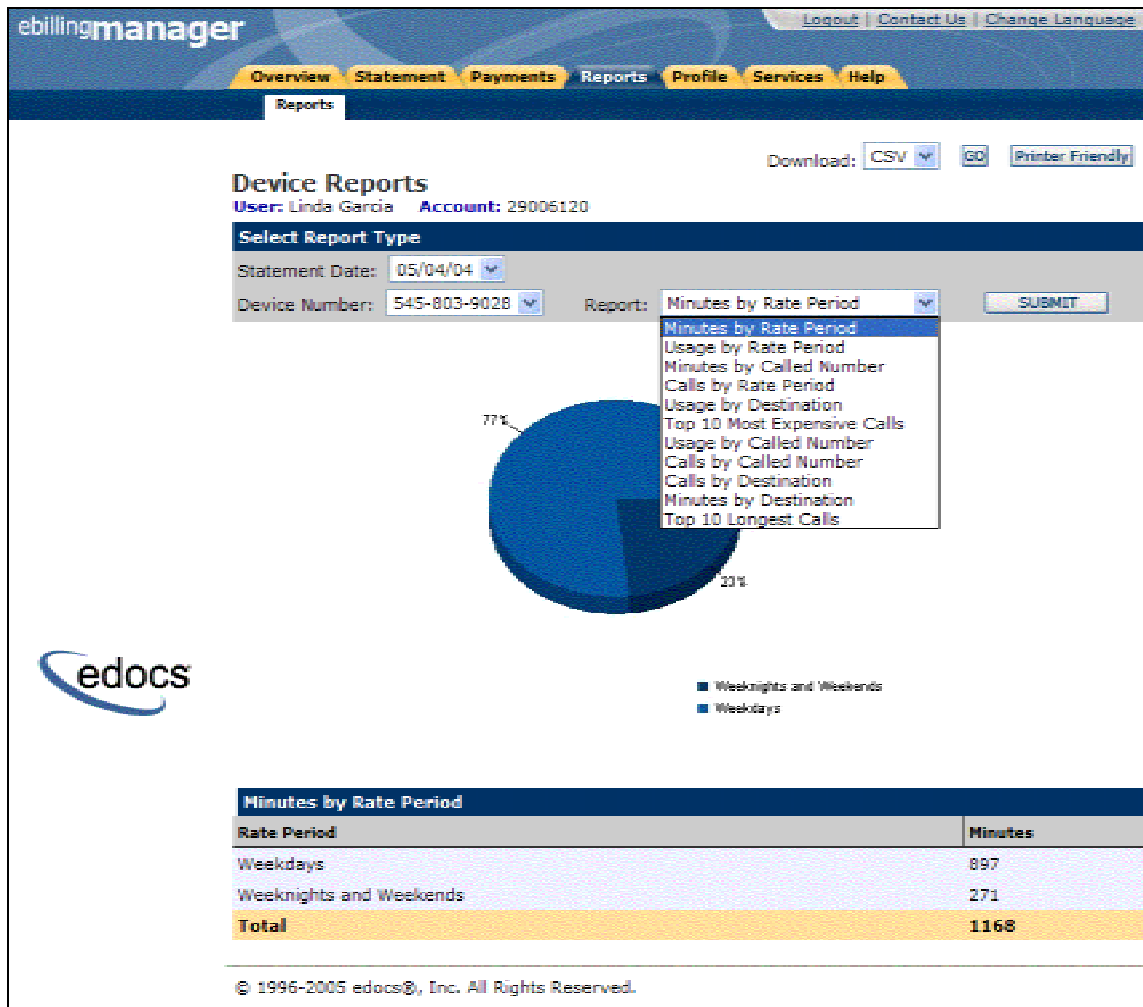 ebillingmanager
Logout | Contact Us | Change Language
Overview Statement Payments Reports Profile Services Help
Reports
Download: CSV GO Printer Friendly
Device Reports
User: Linda Garcia Account: 29006120
Select Report Type
Statement Date: 05/04/04
Device Number: 545-803-9028 Report: Minutes by Rate Period SUBMIT
Minutes by Rate Period
Usage by Rate Period
Minutes by Called Number
Calls by Rate Period
Usage by Destination
Top 10 Most Expensive Calls
Usage by Called Number
Calls by Called Number
Calls by Destination
Minutes by Destination
Top 10 Longest Calls
77%
23%
edocs
Weeknights and Weekends
Weekdays
Minutes by Rate Period
Rate Period Minutes
Weekdays 897
Weeknights and Weekends 271
Total 1168
© 1996-2005 edocs®, Inc. All Rights Reserved.